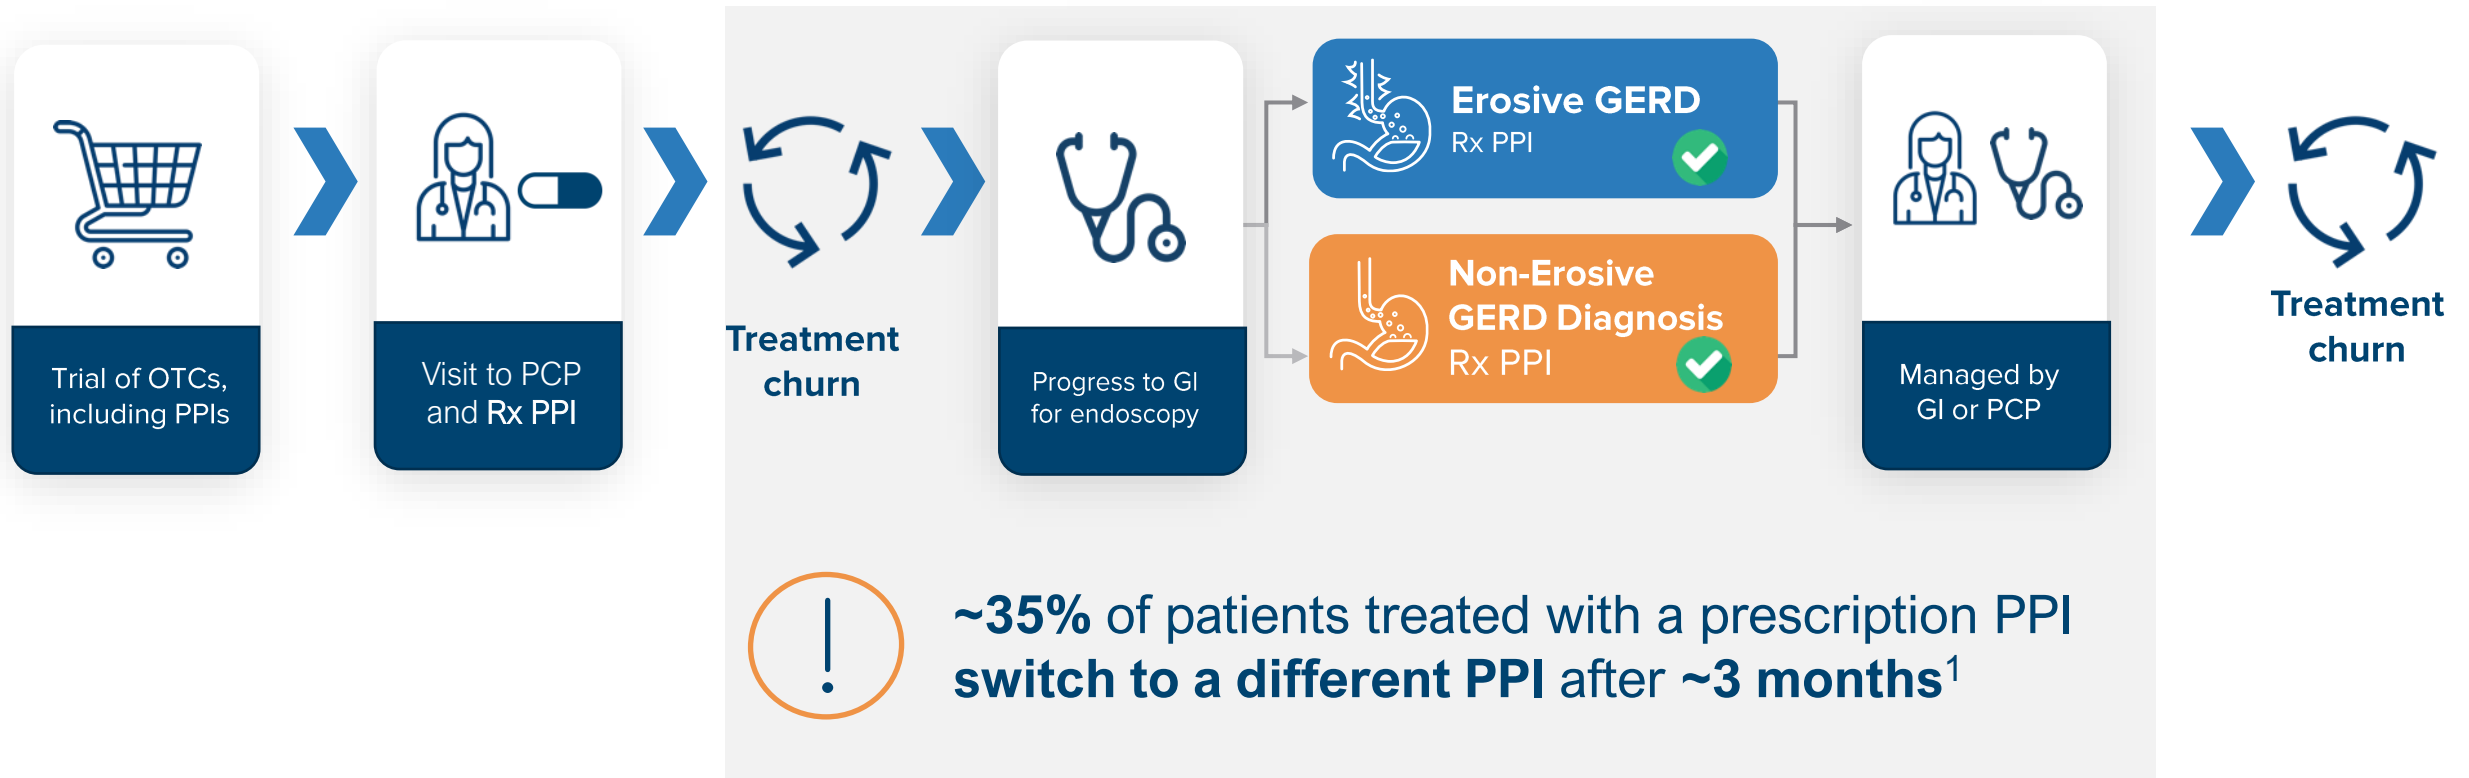 Trial of OTCs,
including PPIs
Visit to PCP
and Rx PPI
Treatment
churn
Progress to GI
for endoscopy
Erosive GERD
Rx PPI
Non-Erosive
GERD Diagnosis
Rx PPI
Managed by
GI or PCP
Treatment
churn
~35% of patients treated with a prescription PPI
switch to a different PPI after ~3 months¹